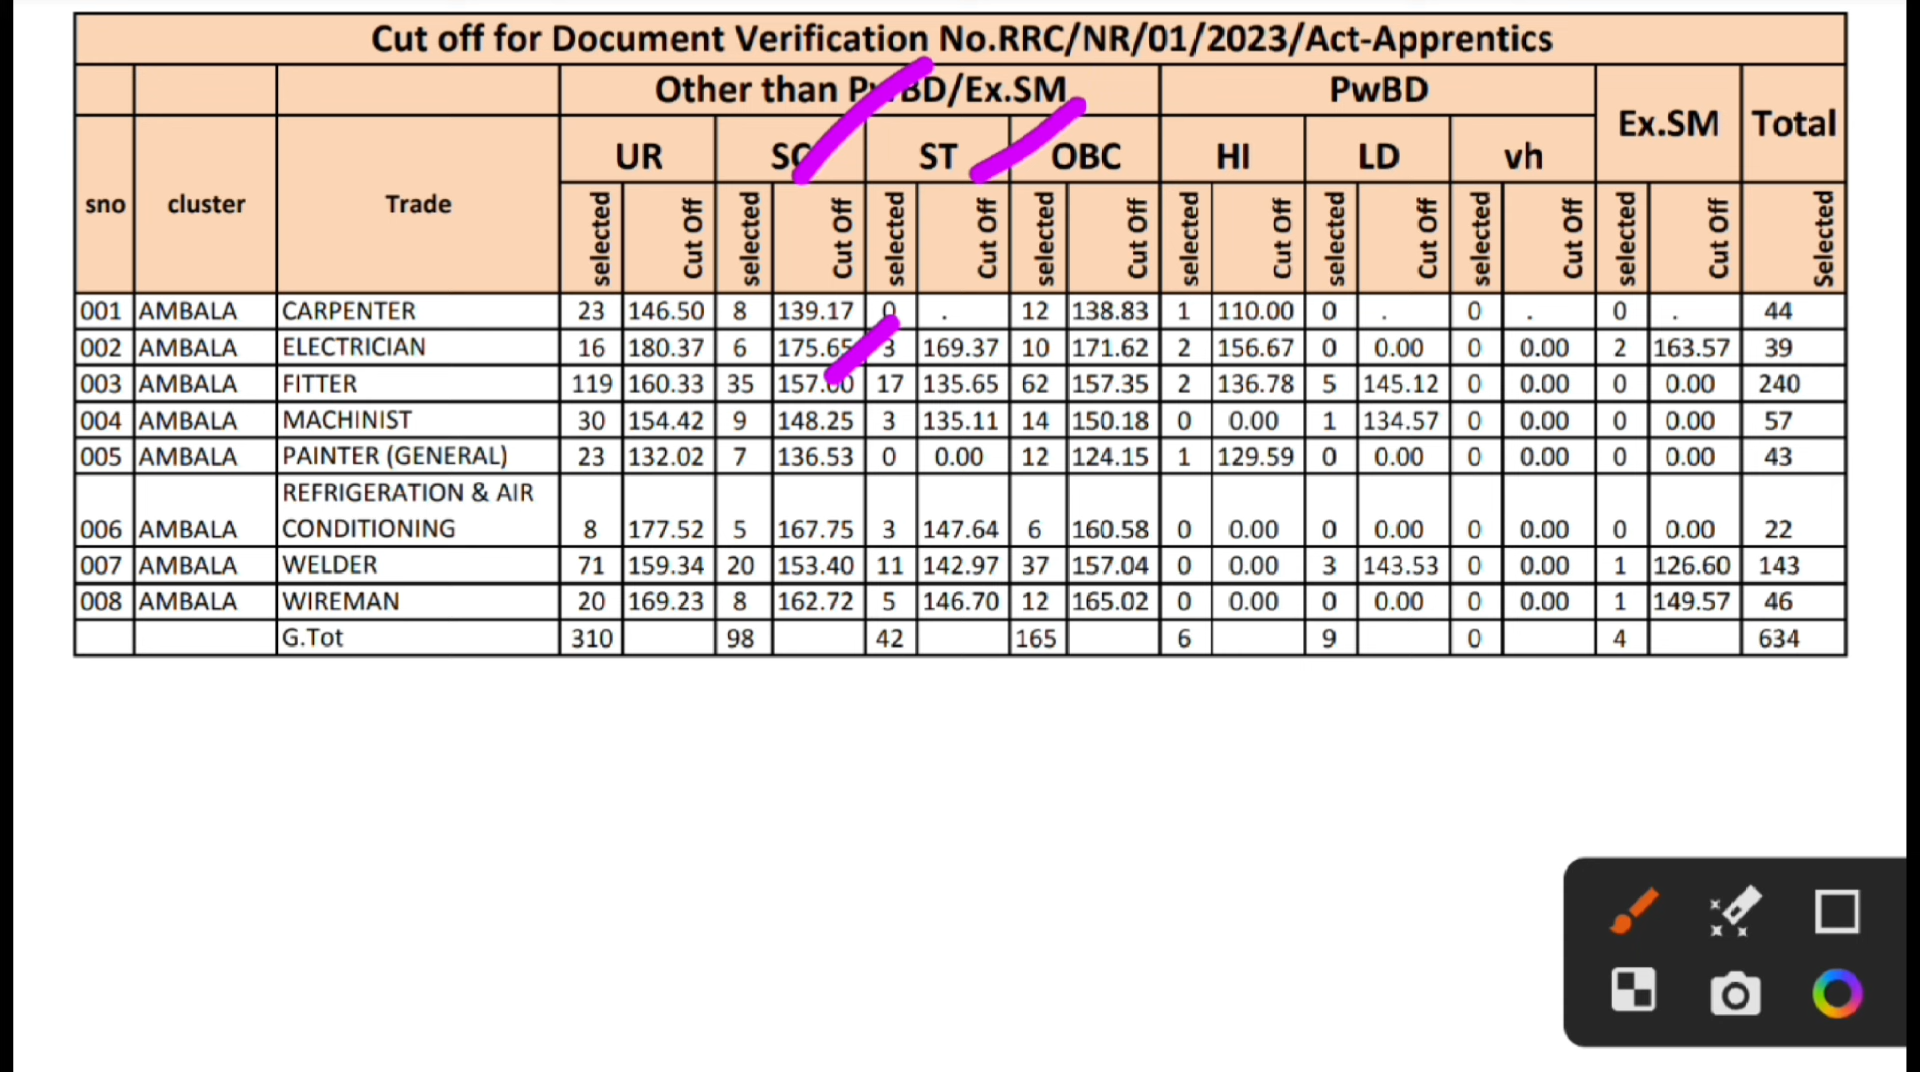 Cut off for Document Verification No.RRC/NR/01/2023/Act-Apprentics
Other than PwBD/Ex.SM PwBD Ex.SM Total
UR SC ST OBC HI LD vh
sno cluster Trade selected Cut Off selected Cut Off selected Cut Off selected Cut Off selected Cut Off selected Cut Off selected Cut Off selected Cut Off Selected
001 AMBALA CARPENTER 23 146.50 8 139.17 0 . 12 138.83 1 110.00 0 . 0 . 0 . 44
002 AMBALA ELECTRICIAN 16 180.37 6 175.65 3 169.37 10 171.62 2 156.67 0 0.00 0 0.00 2 163.57 39
003 AMBALA FITTER 119 160.33 35 17 135.65 62 157.35 2 136.78 5 145.12 0 0.00 0 0.00 240
004 AMBALA MACHINIST 30 154.42 9 148.25 3 135.11 14 150.18 0 0.00 1 134.57 0 0.00 0 0.00 57
005 AMBALA PAINTER (GENERAL) 23 132.02 7 136.53 0 0.00 12 124.15 1 129.59 0 0.00 0 0.00 0 0.00 43
REFRIGERATION & AIR
006 AMBALA CONDITIONING 8 177.52 5 167.75 3 147.64 6 160.58 0 0.00 0 0.00 0 0.00 0 0.00 22
007 AMBALA WELDER 71 159.34 20 153.40 11 142.97 37 157.04 0 0.00 3 143.53 0 0.00 1 126.60 143
008 AMBALA WIREMAN 20 169.23 8 162.72 5 146.70 12 165.02 0 0.00 0 0.00 0 0.00 1 149.57 46
G.Tot 310 98 42 165 6 9 0 4 634